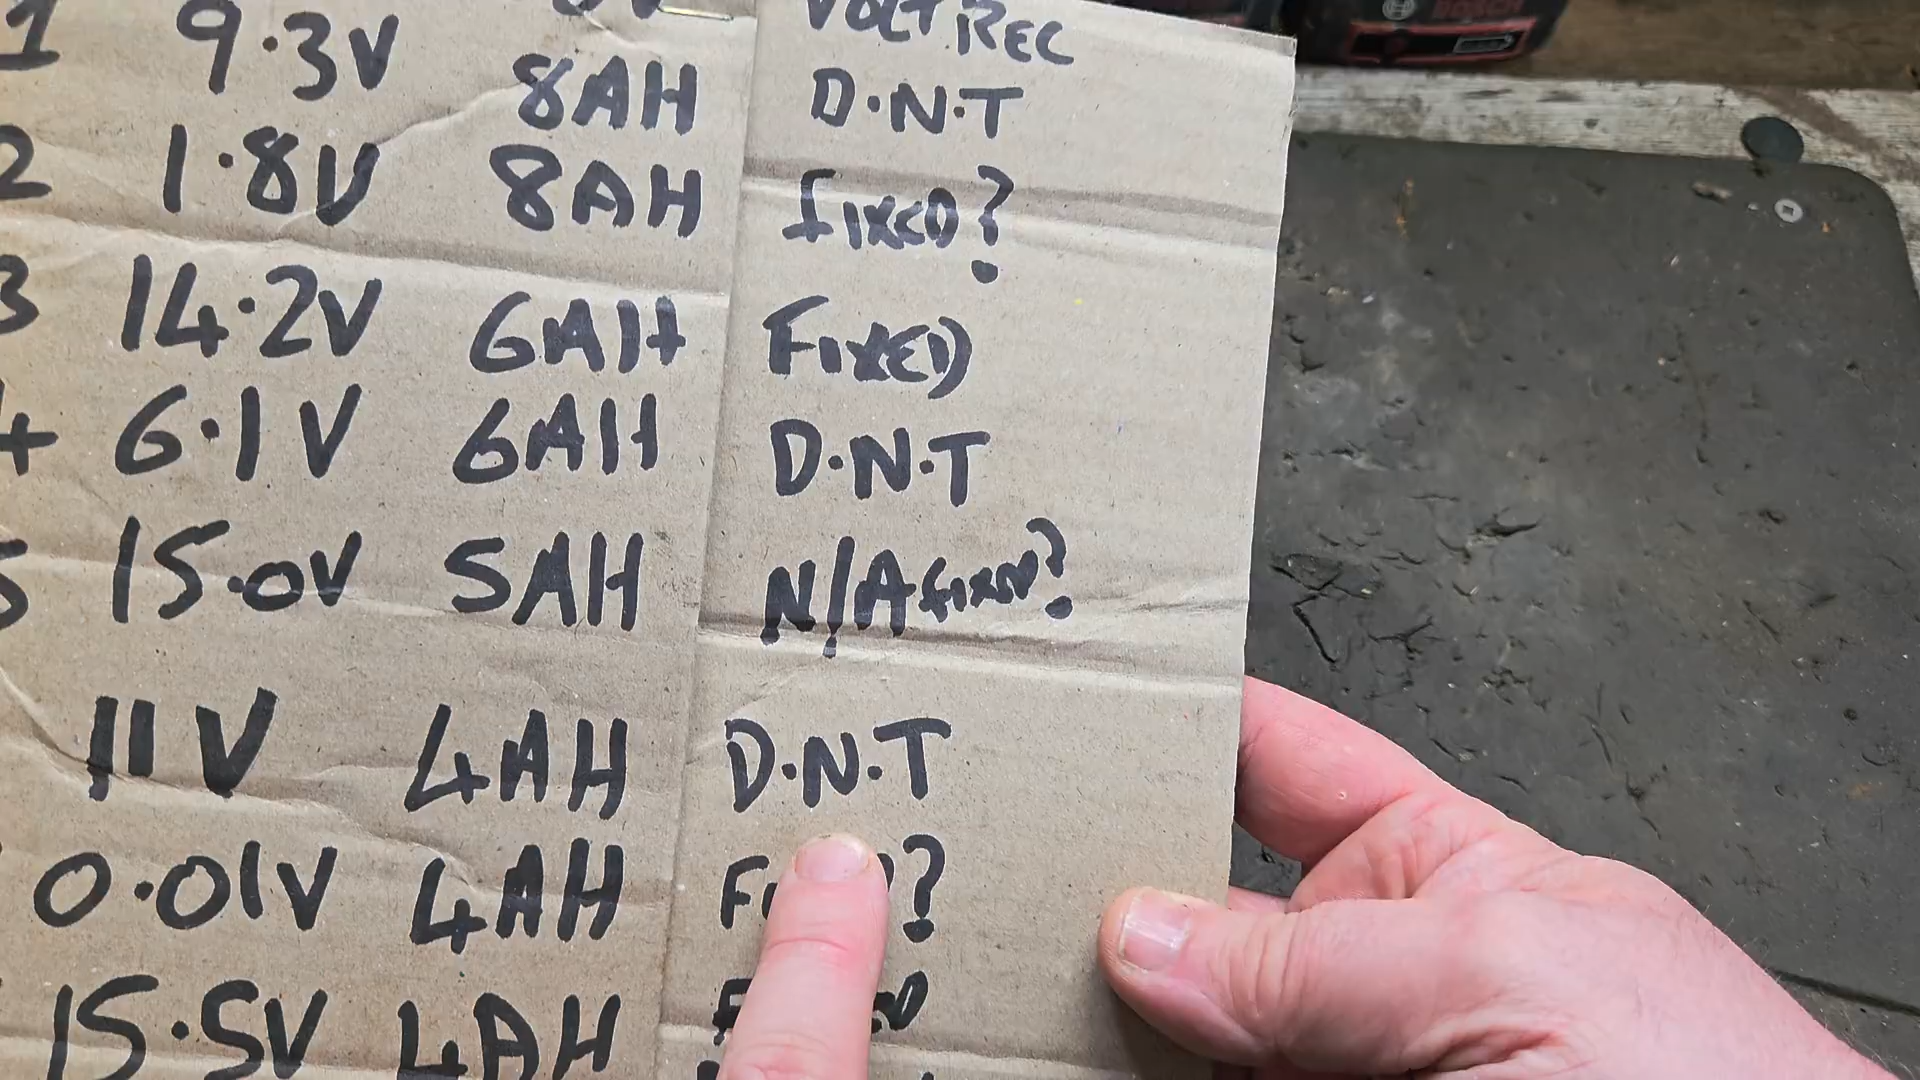 VOLT.REC
BOSCH
1 9.3V 8AH D.N.T
2 1.8V 8AH fixED?
3 14.2V 6AH FixED
4 6.1V 6AH D.N.T
5 15.0V 5AH N/A fixED?
11V 4AH D.N.T
0.01V 4AH ?
15.5V 4AH